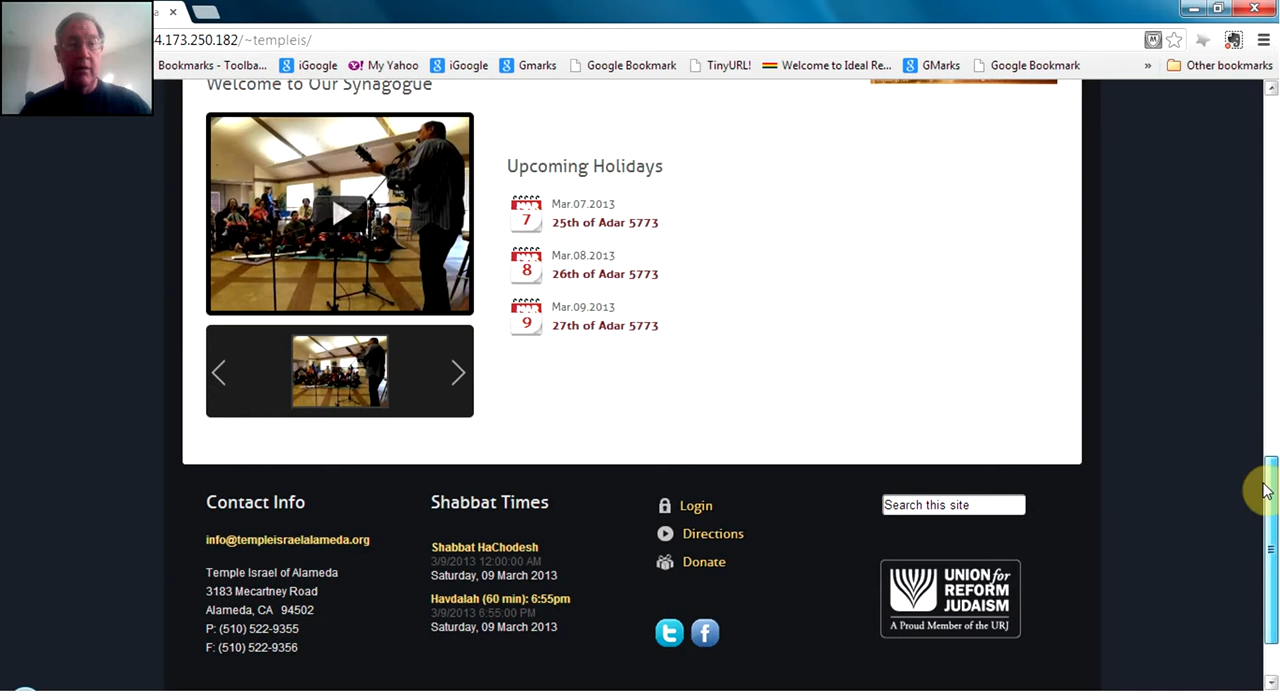 4.173.250.182/~templeis/
Bookmarks - Toolba... iGoogle My Yahoo iGoogle Gmarks Google Bookmark TinyURL! Welcome to Ideal Re... GMarks Google Bookmark » Other bookmarks
Welcome to Our Synagogue
Upcoming Holidays
MAR 7
Mar.07.2013
25th of Adar 5773
MAR 8
Mar.08.2013
26th of Adar 5773
MAR 9
Mar.09.2013
27th of Adar 5773
Contact Info
info@templeisraelalameda.org
Temple Israel of Alameda
3183 Mecartney Road
Alameda, CA 94502
P: (510) 522-9355
F: (510) 522-9356
Shabbat Times
Shabbat HaChodesh
3/9/2013 12:00:00 AM
Saturday, 09 March 2013
Havdalah (60 min): 6:55pm
3/9/2013 6:55:00 PM
Saturday, 09 March 2013
Login
Directions
Donate
t f
Search this site
UNION for
REFORM
JUDAISM
A Proud Member of the URJ